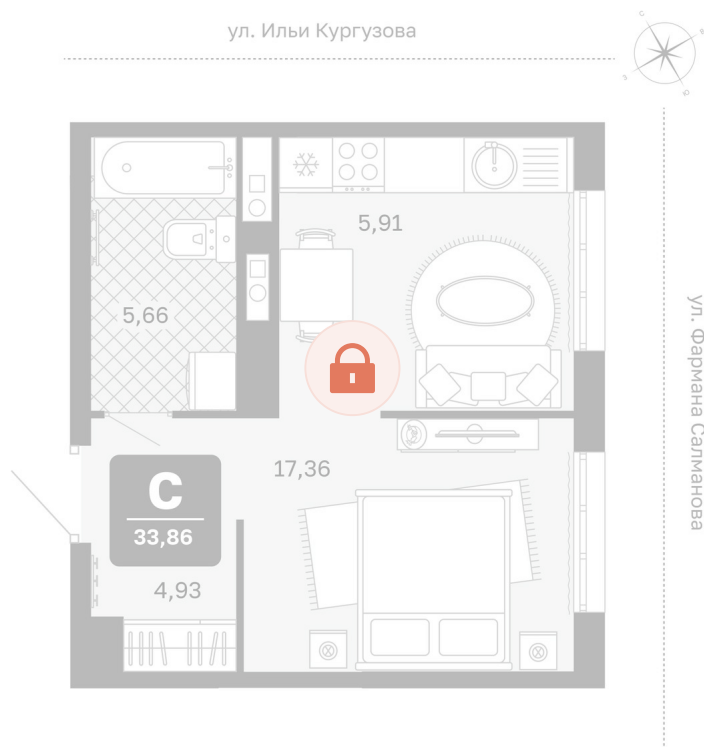 ул. Ильи Кургузова
С
В
З
Ю
5,91
5,66
ул. Фармана Салманова
17,36
С
33,86
4,93